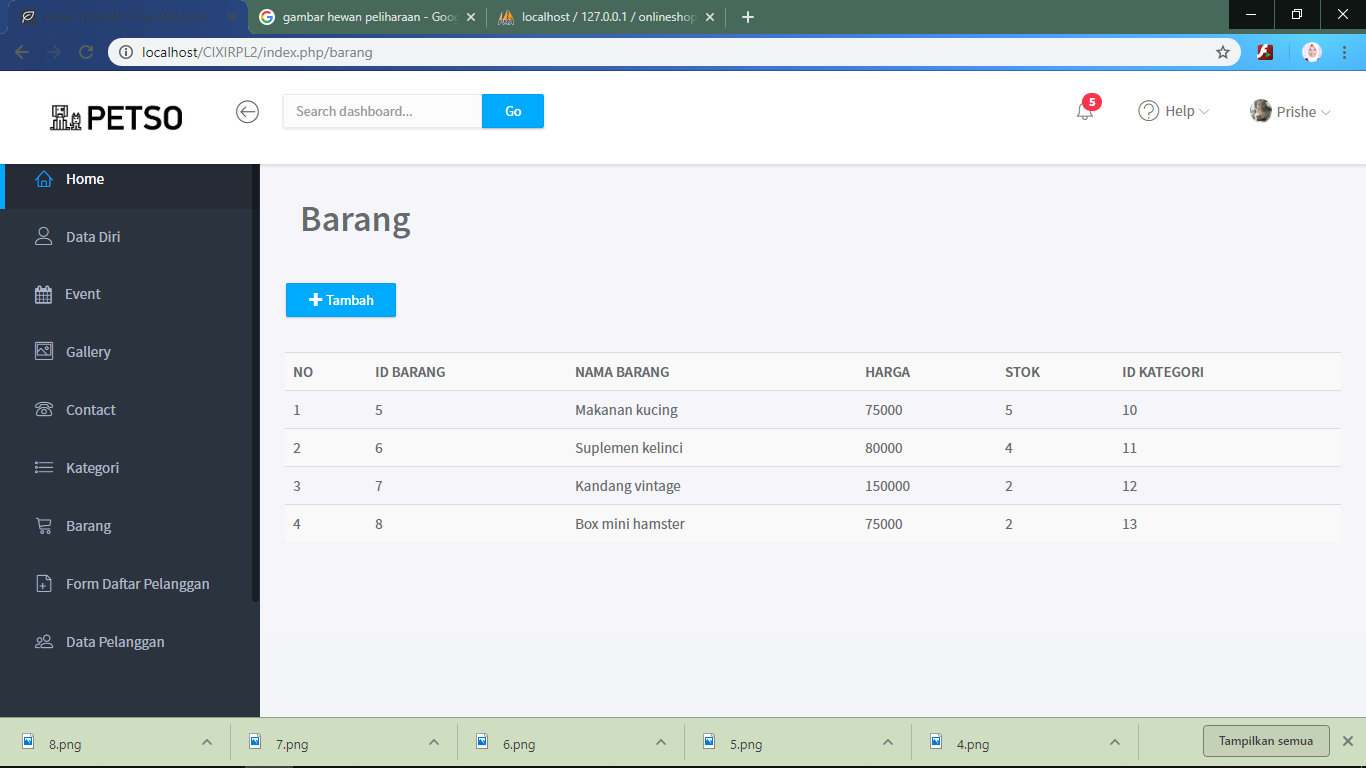 gambar hewan peliharaan - Goo
localhost / 127.0.0.1 / onlineshop
localhost/CIXIRPL2/index.php/barang
PETSO
Search dashboard...
Go
5
Help
Prishe
Home
Data Diri
Event
Gallery
Contact
Kategori
Barang
Form Daftar Pelanggan
Data Pelanggan
Barang
Tambah
NO ID BARANG NAMA BARANG HARGA STOK ID KATEGORI
1 5 Makanan kucing 75000 5 10
2 6 Suplemen kelinci 80000 4 11
3 7 Kandang vintage 150000 2 12
4 8 Box mini hamster 75000 2 13
8.png
7.png
6.png
5.png
4.png
Tampilkan semua